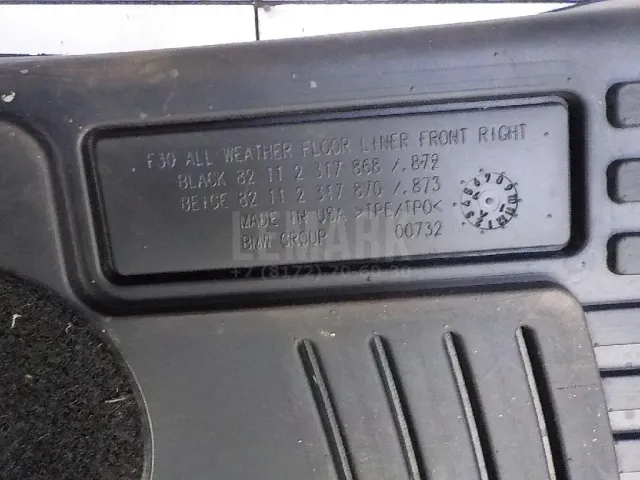 F30 ALL WEATHER FLOOR LINER FRONT RIGHT
BLACK 82 11 2 317 868 /.872
BEIGE 82 11 2 317 870 /.873
MADE IN USA >TPE/TPO<
BMW GROUP 00732
LEMARK